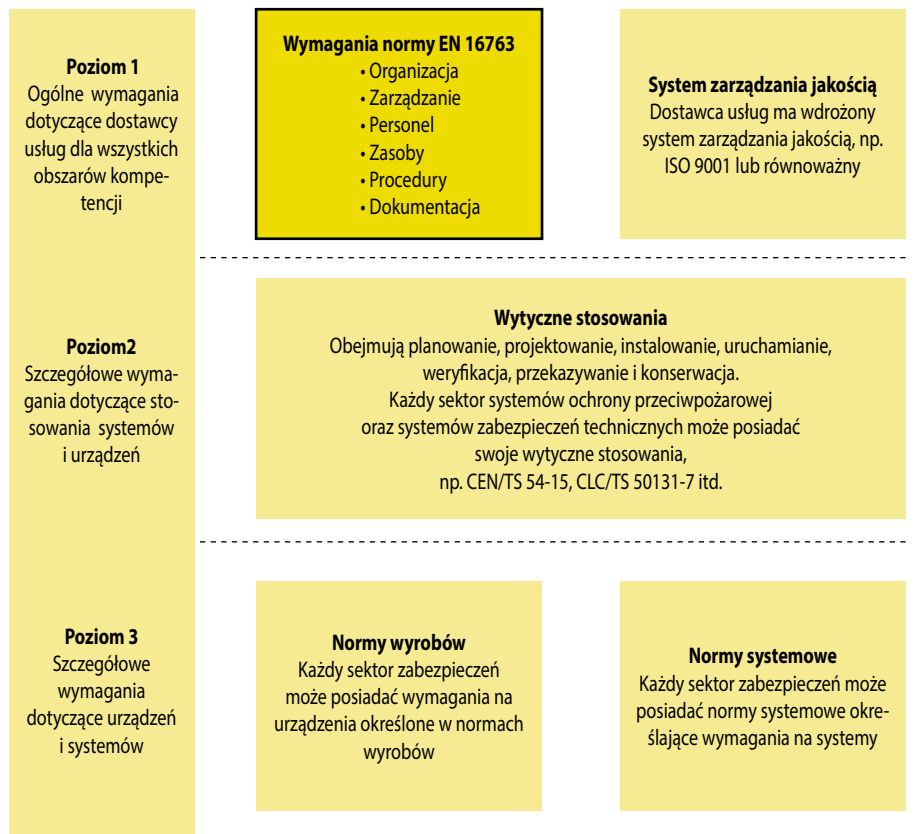 Poziom 1
Ogólne wymagania
dotyczące dostawcy
usług dla wszystkich
obszarów kompe-
tencji
Wymagania normy EN 16763
• Organizacja
• Zarządzanie
• Personel
• Zasoby
• Procedury
• Dokumentacja
System zarządzania jakością
Dostawca usług ma wdrożony
system zarządzania jakością, np.
ISO 9001 lub równoważny
Poziom2
Szczegółowe wyma-
gania dotyczące sto-
sowania systemów
i urządzeń
Wytyczne stosowania
Obejmują planowanie, projektowanie, instalowanie, uruchamianie,
weryfikacja, przekazywanie i konserwacja.
Każdy sektor systemów ochrony przeciwpożarowej
oraz systemów zabezpieczeń technicznych może posiadać
swoje wytyczne stosowania,
np. CEN/TS 54-15, CLC/TS 50131-7 itd.
Poziom 3
Szczegółowe
wymagania
dotyczące urządzeń
i systemów
Normy wyrobów
Każdy sektor zabezpieczeń
może posiadać wymagania na
urządzenia określone w normach
wyrobów
Normy systemowe
Każdy sektor zabezpieczeń może
posiadać normy systemowe okre-
ślające wymagania na systemy